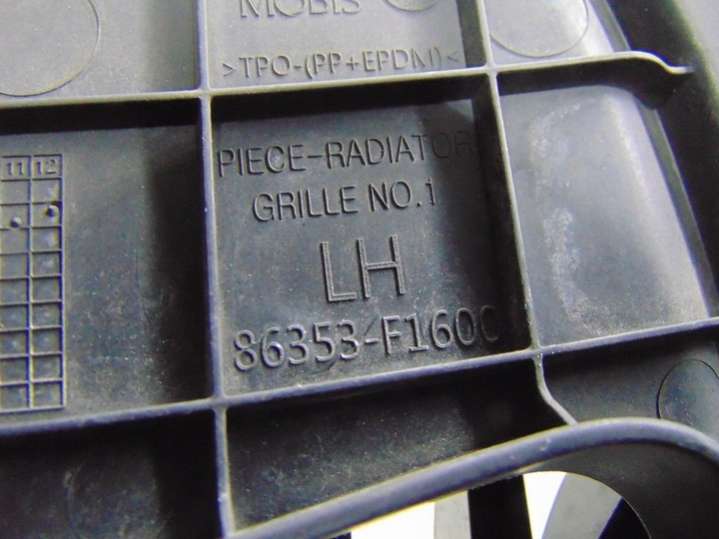 MOBIS
>TPO-(PP+EPDM)<
11 12
PIECE-RADIATOR
GRILLE NO.1
LH
86353-F1600